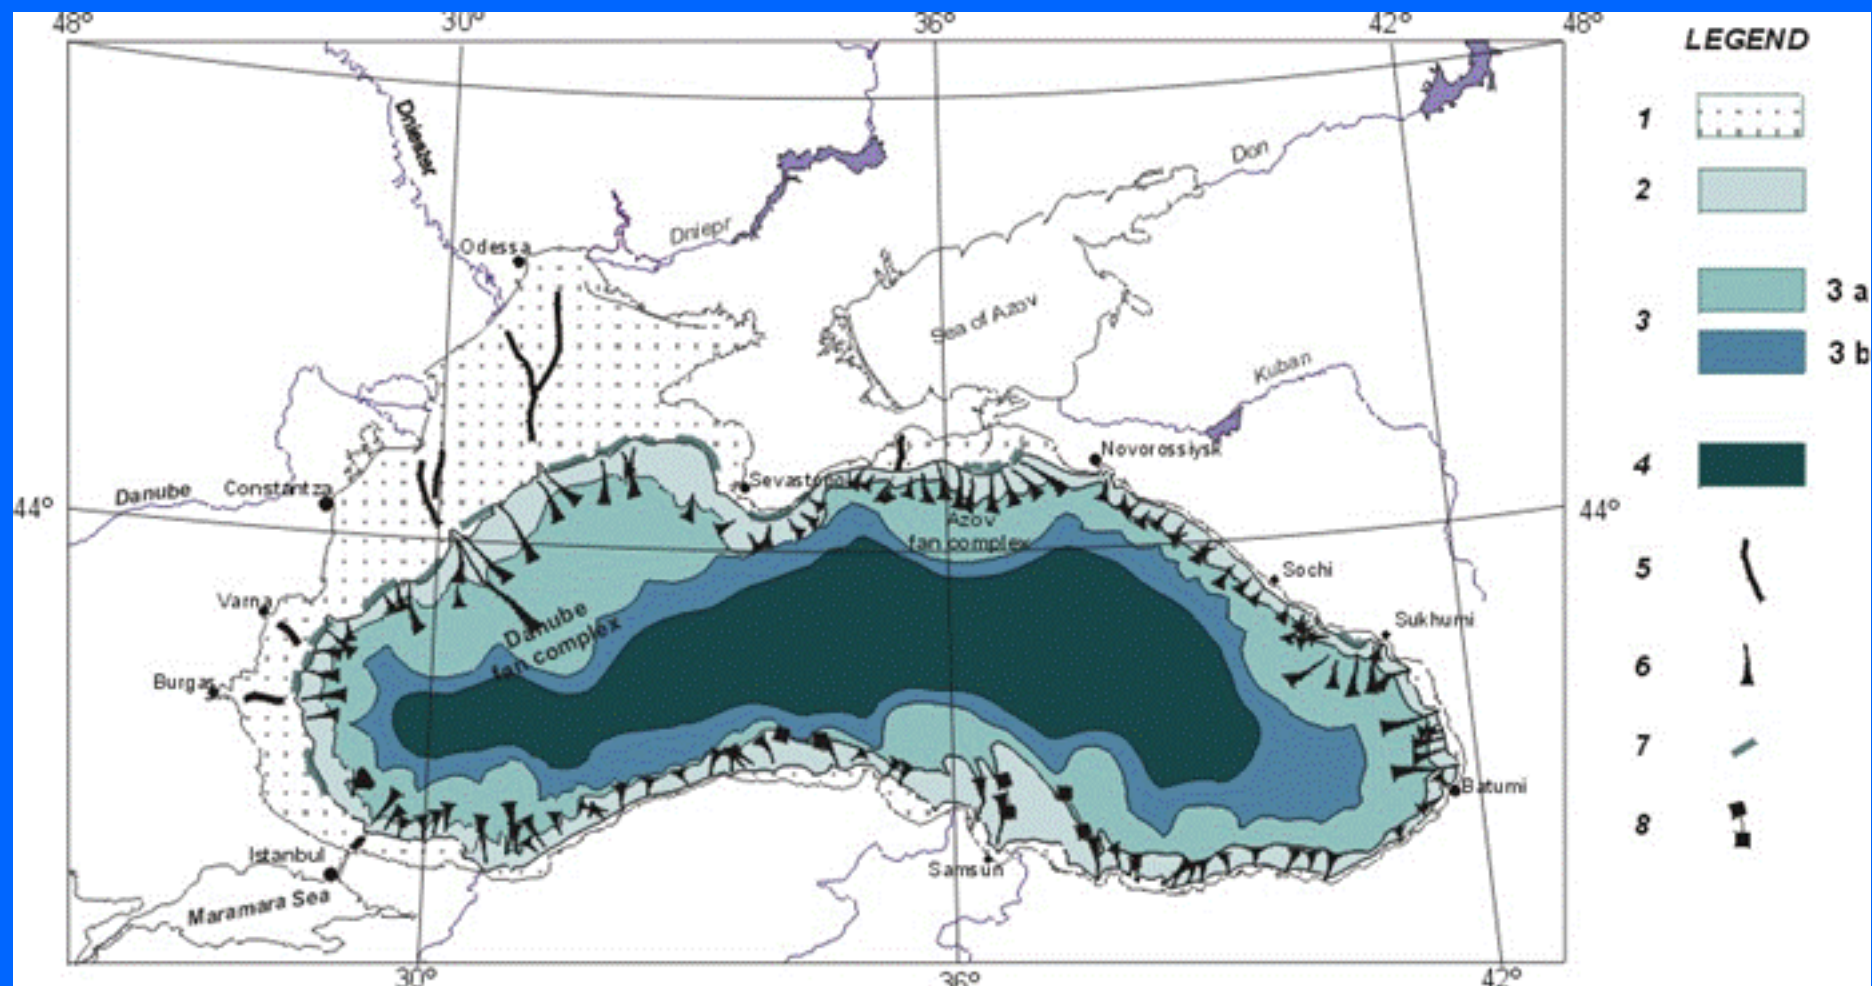 48° 30° 36° 42° 48°
LEGEND
1
2
3 a
3
3 b
4
5
6
7
8
Dniester
Don
Odessa
Dniepr
Sea of Azov
Kuban
Novorossiysk
Danube
Constantza
Sevastopol
44°
44°
Azov
fan complex
Sochi
Varna
Danube
fan complex
Sukhumi
Burgas
Batumi
Istanbul
Samsun
Maramara Sea
30° 36° 42°